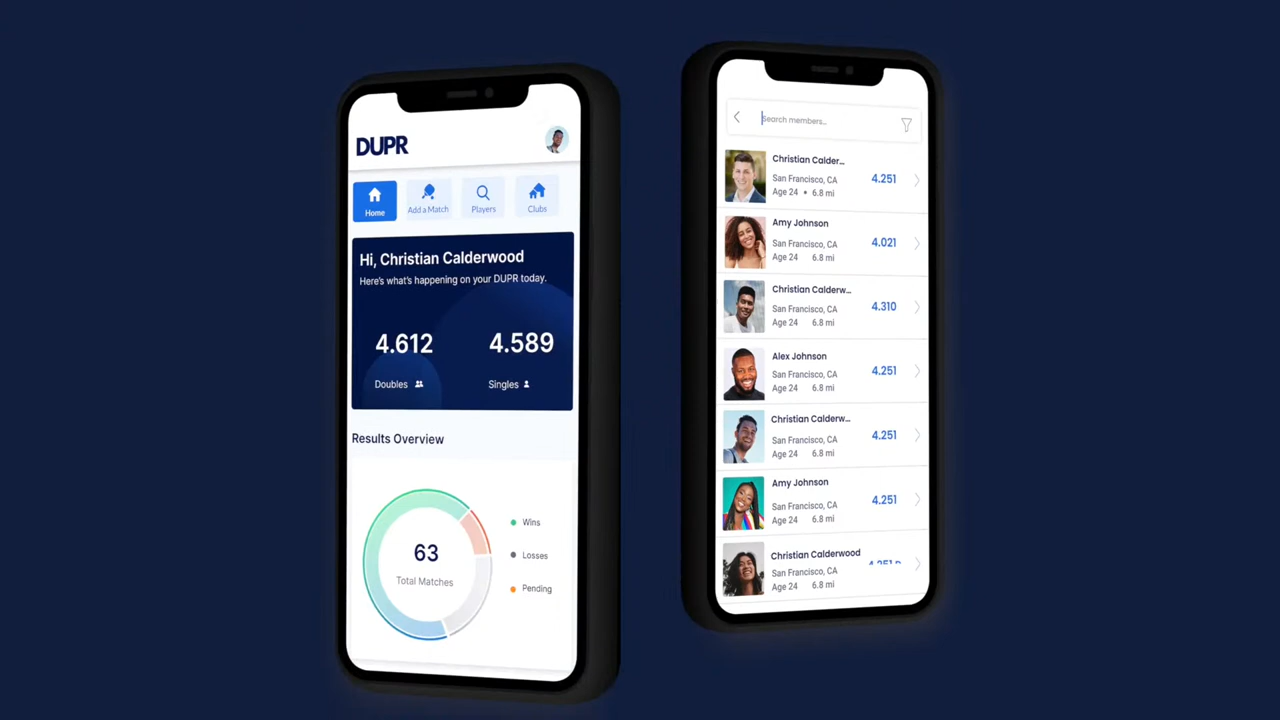 DUPR
Home
Add a Match
Players
Clubs
Hi, Christian Calderwood
Here's what's happening on your DUPR today.
4.612
4.589
Doubles
Singles
Results Overview
63
Total Matches
Wins
Losses
Pending
Search members...
Christian Calder...
San Francisco, CA
4.251
Age 24 • 6.8 mi
Amy Johnson
San Francisco, CA
4.021
Age 24 6.8 mi
Christian Calderw...
San Francisco, CA
4.310
Age 24 6.8 mi
Alex Johnson
San Francisco, CA
4.251
Age 24 6.8 mi
Christian Calderw...
San Francisco, CA
4.251
Age 24 6.8 mi
Amy Johnson
San Francisco, CA
4.251
Age 24 6.8 mi
Christian Calderwood
San Francisco, CA
Age 24 6.8 mi